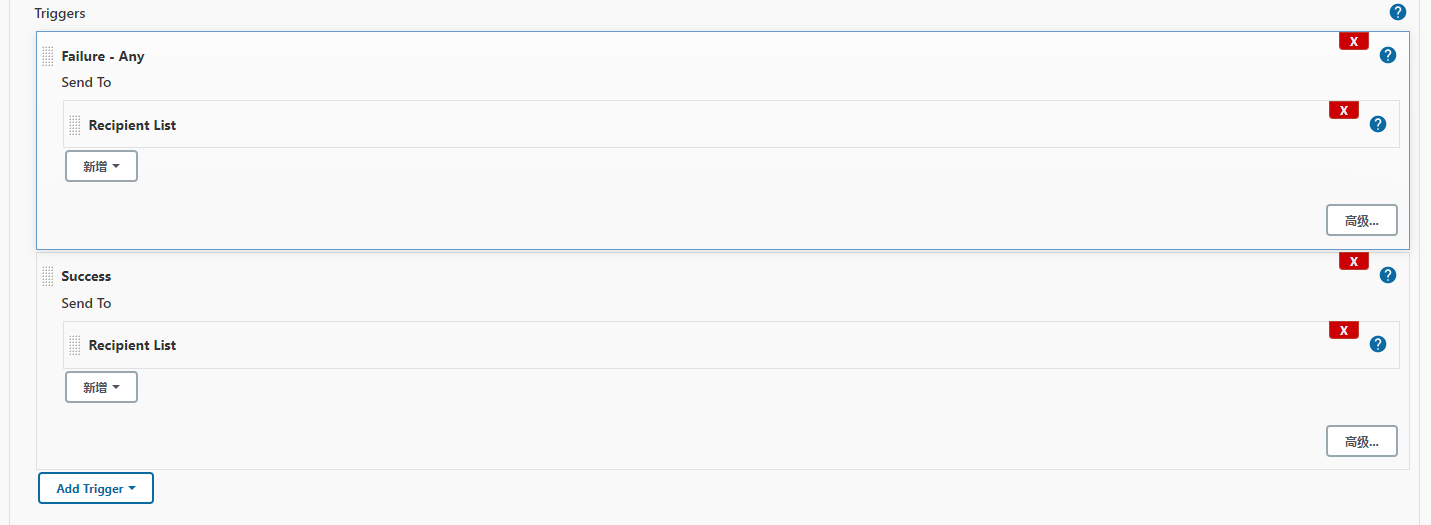 Triggers
?
X
Failure - Any
?
Send To
X
Recipient List
?
新增
高级...
X
Success
?
Send To
X
Recipient List
?
新增
高级...
Add Trigger